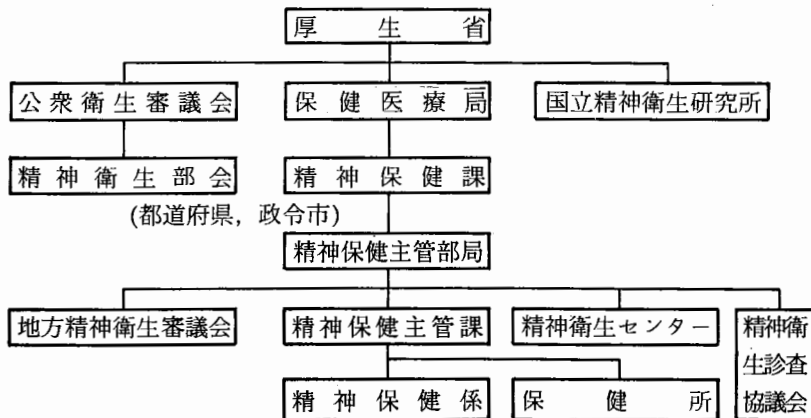 厚生省
公衆衛生審議会
保健医療局
国立精神衛生研究所
精神衛生部会
精神保健課
(都道府県，政令市)
精神保健主管部局
地方精神衛生審議会
精神保健主管課
精神衛生センター
精神衛
生診査
協議会
精神保健係
保健所